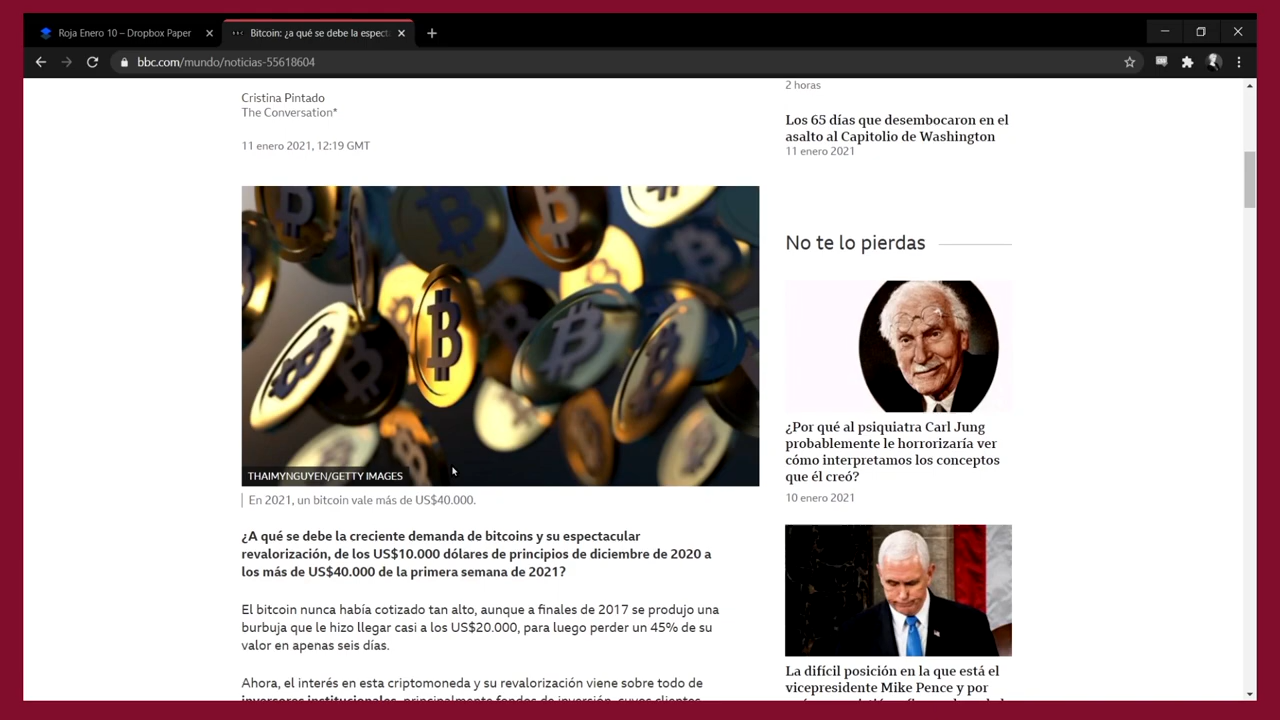 Roja Enero 10 – Dropbox Paper
Bitcoin: ¿a qué se debe la espect
bbc.com/mundo/noticias-55618604
Cristina Pintado
The Conversation*
11 enero 2021, 12:19 GMT
THAIMYNGUYEN/GETTY IMAGES
En 2021, un bitcoin vale más de US$40.000.
¿A qué se debe la creciente demanda de bitcoins y su espectacular
revalorización, de los US$10.000 dólares de principios de diciembre de 2020 a
los más de US$40.000 de la primera semana de 2021?
El bitcoin nunca había cotizado tan alto, aunque a finales de 2017 se produjo una
burbuja que le hizo llegar casi a los US$20.000, para luego perder un 45% de su
valor en apenas seis días.
Ahora, el interés en esta criptomoneda y su revalorización viene sobre todo de
inversores institucionales, principalmente fondos de inversión, cuyos clientes
2 horas
Los 65 días que desembocaron en el
asalto al Capitolio de Washington
11 enero 2021
No te lo pierdas
¿Por qué al psiquiatra Carl Jung
probablemente le horrorizaría ver
cómo interpretamos los conceptos
que él creó?
10 enero 2021
La difícil posición en la que está el
vicepresidente Mike Pence y por